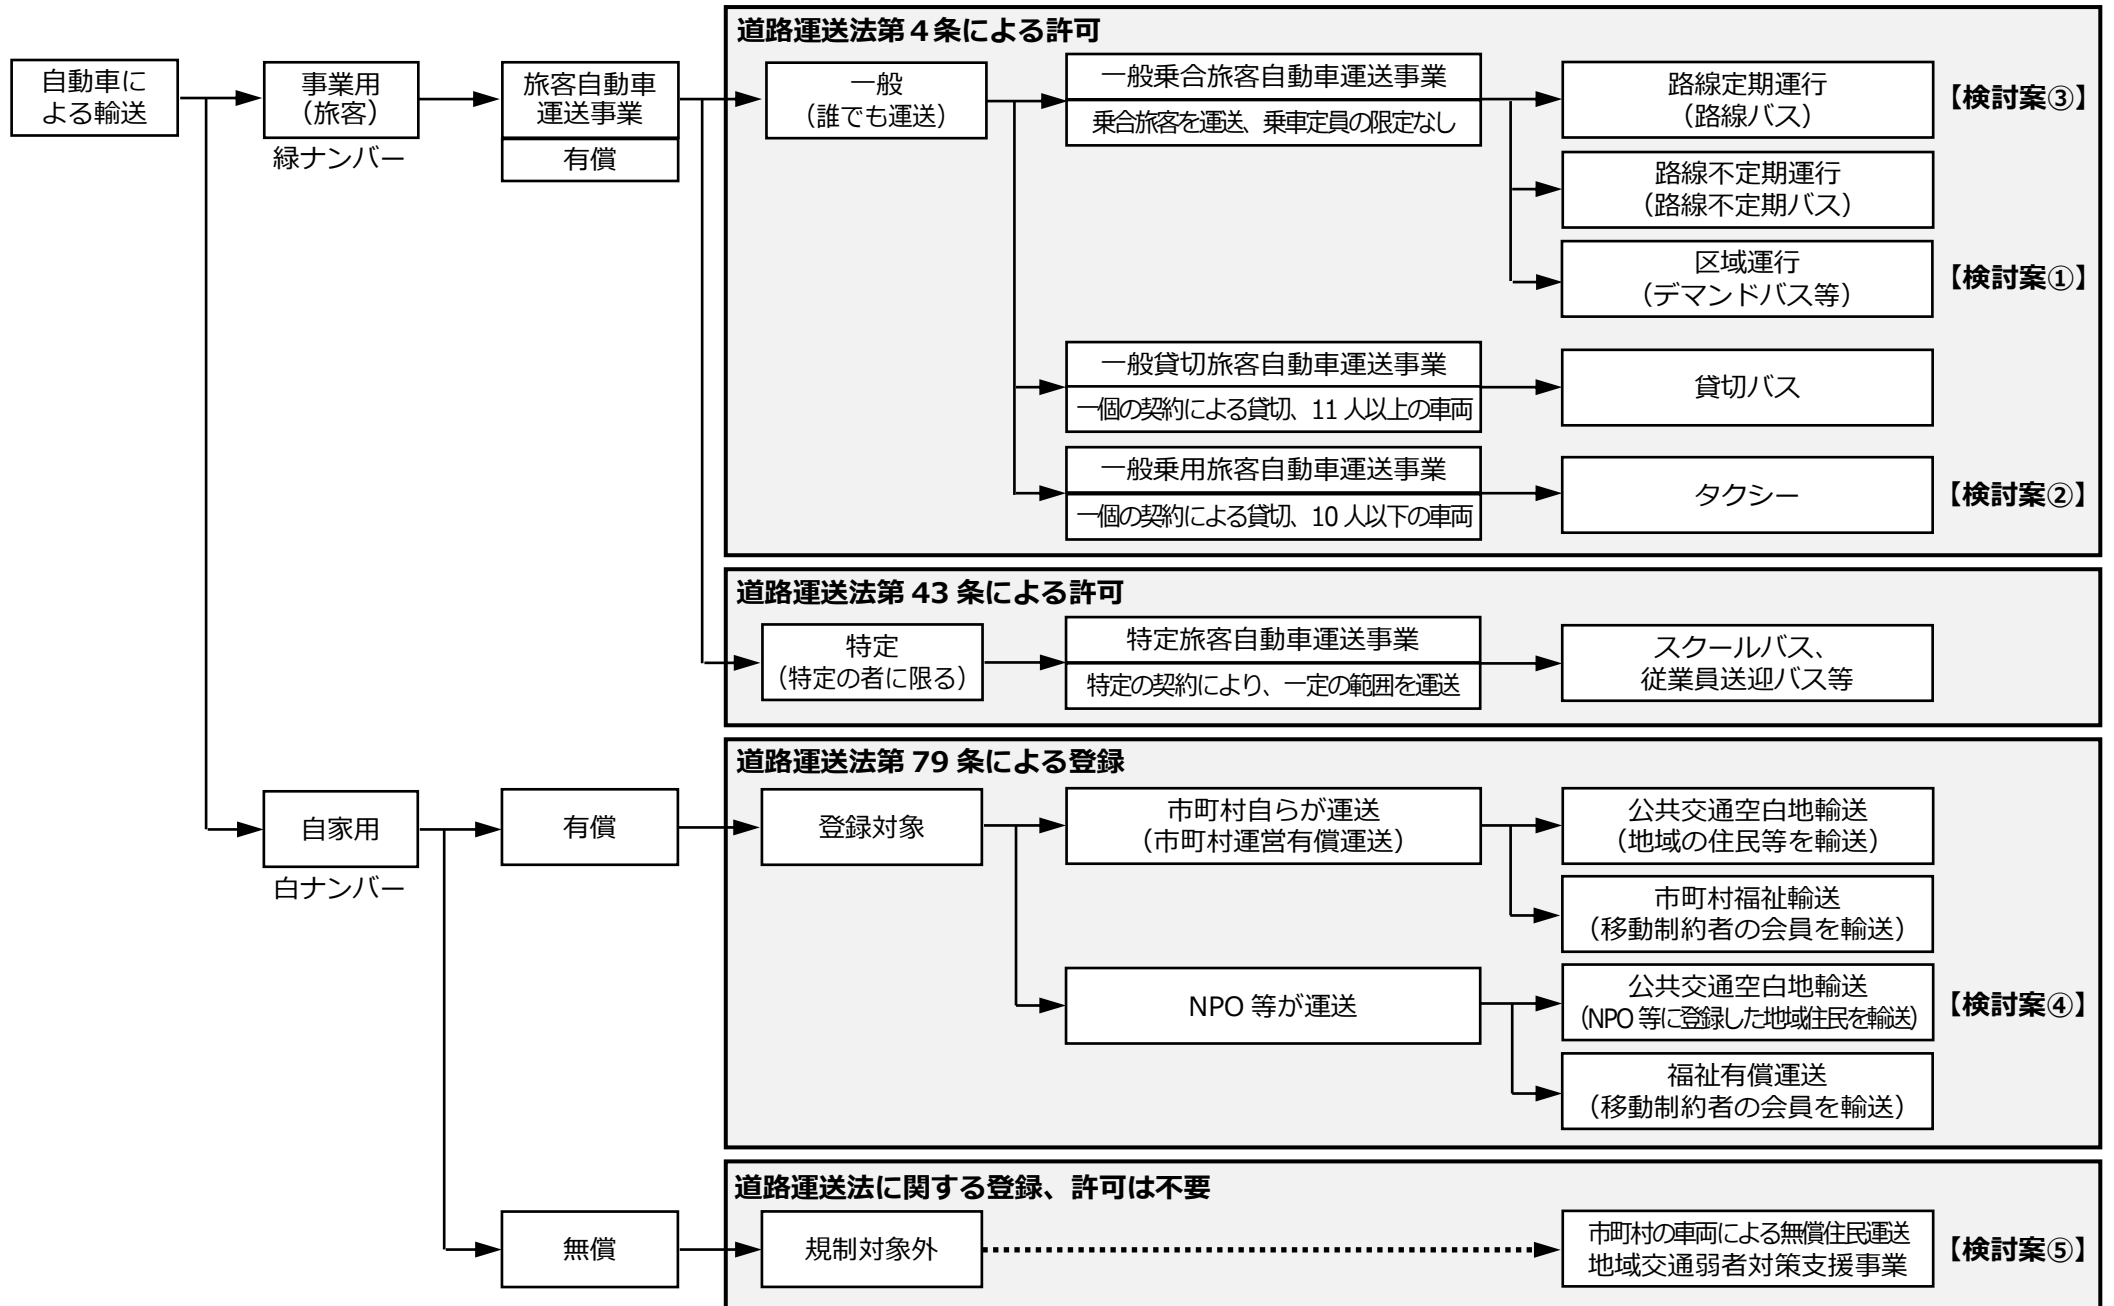 道路運送法第4条による許可
自動車に
よる輸送
事業用
（旅客）
緑ナンバー
旅客自動車
運送事業
有償
一般
（誰でも運送）
一般乗合旅客自動車運送事業
乗合旅客を運送、乗車定員の限定なし
路線定期運行
（路線バス）
【検討案③】
路線不定期運行
（路線不定期バス）
区域運行
（デマンドバス等）
【検討案①】
一般貸切旅客自動車運送事業
一個の契約による貸切、11 人以上の車両
貸切バス
一般乗用旅客自動車運送事業
一個の契約による貸切、10 人以下の車両
タクシー
【検討案②】
道路運送法第 43 条による許可
特定
（特定の者に限る）
特定旅客自動車運送事業
特定の契約により、一定の範囲を運送
スクールバス、
従業員送迎バス等
道路運送法第 79 条による登録
自家用
白ナンバー
有償
登録対象
市町村自らが運送
（市町村運営有償運送）
公共交通空白地輸送
（地域の住民等を輸送）
市町村福祉輸送
（移動制約者の会員を輸送）
NPO 等が運送
公共交通空白地輸送
（NPO 等に登録した地域住民を輸送）
【検討案④】
福祉有償運送
（移動制約者の会員を輸送）
道路運送法に関する登録、許可は不要
無償
規制対象外
市町村の車両による無償住民運送
地域交通弱者対策支援事業
【検討案⑤】